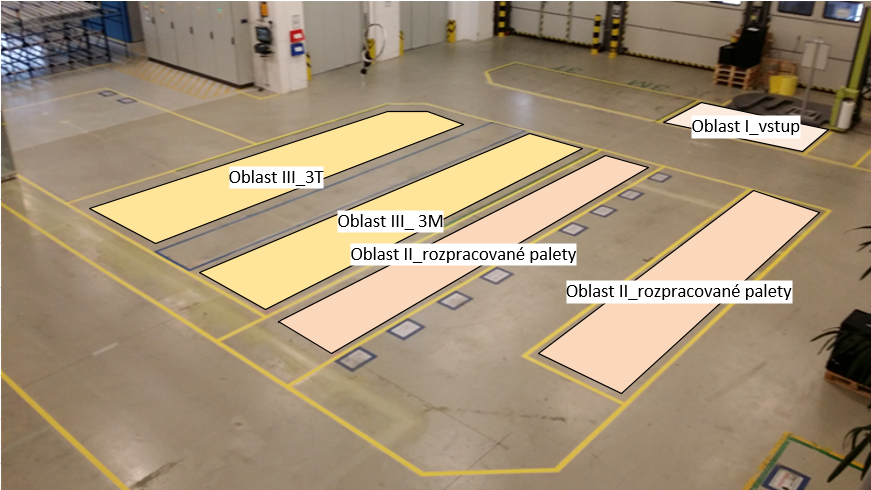 Oblast I_vstup
Oblast III_3T
Oblast III_ 3M
Oblast II_rozpracované palety
Oblast II_rozpracované palety